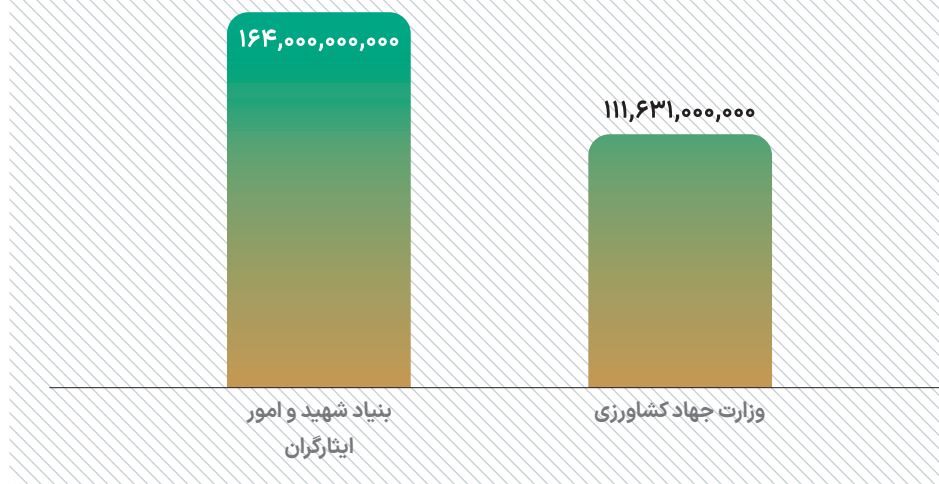 ۱۶۴,۰۰۰,۰۰۰,۰۰۰
۱۱۱,۶۳۱,۰۰۰,۰۰۰
وزارت جهاد کشاورزی
بنیاد شهید و امور
ایثارگران